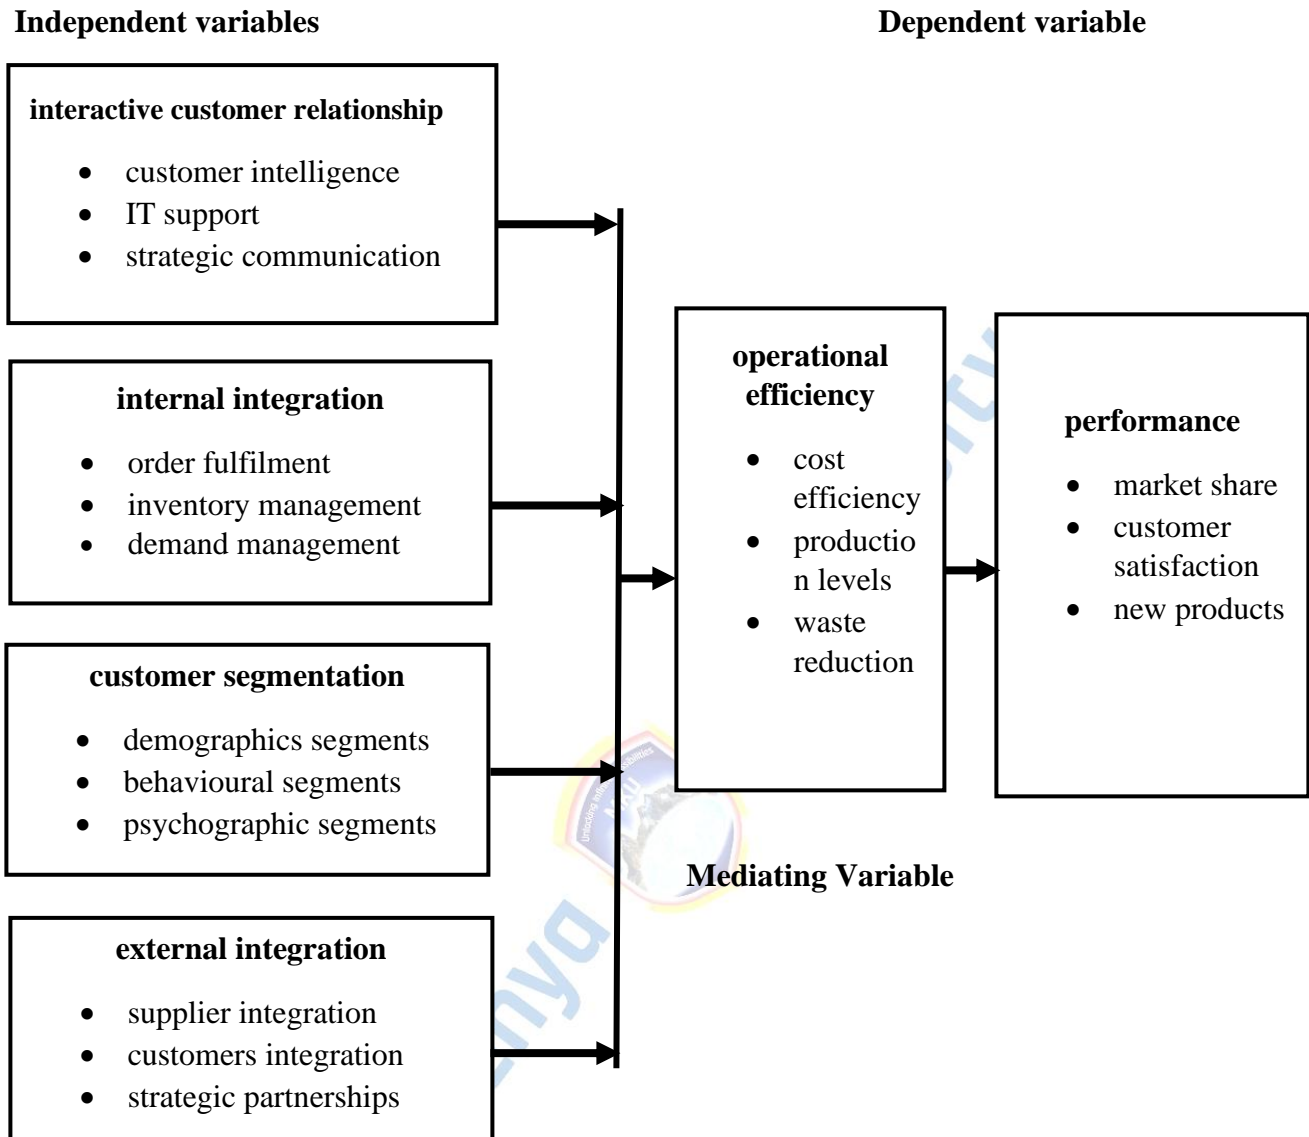 Independent variables
Dependent variable
interactive customer relationship
• customer intelligence
• IT support
• strategic communication
internal integration
• order fulfilment
• inventory management
• demand management
customer segmentation
• demographics segments
• behavioural segments
• psychographic segments
external integration
• supplier integration
• customers integration
• strategic partnerships
operational
efficiency
• cost
efficiency
• productio
n levels
• waste
reduction
Mediating Variable
performance
• market share
• customer
satisfaction
• new products